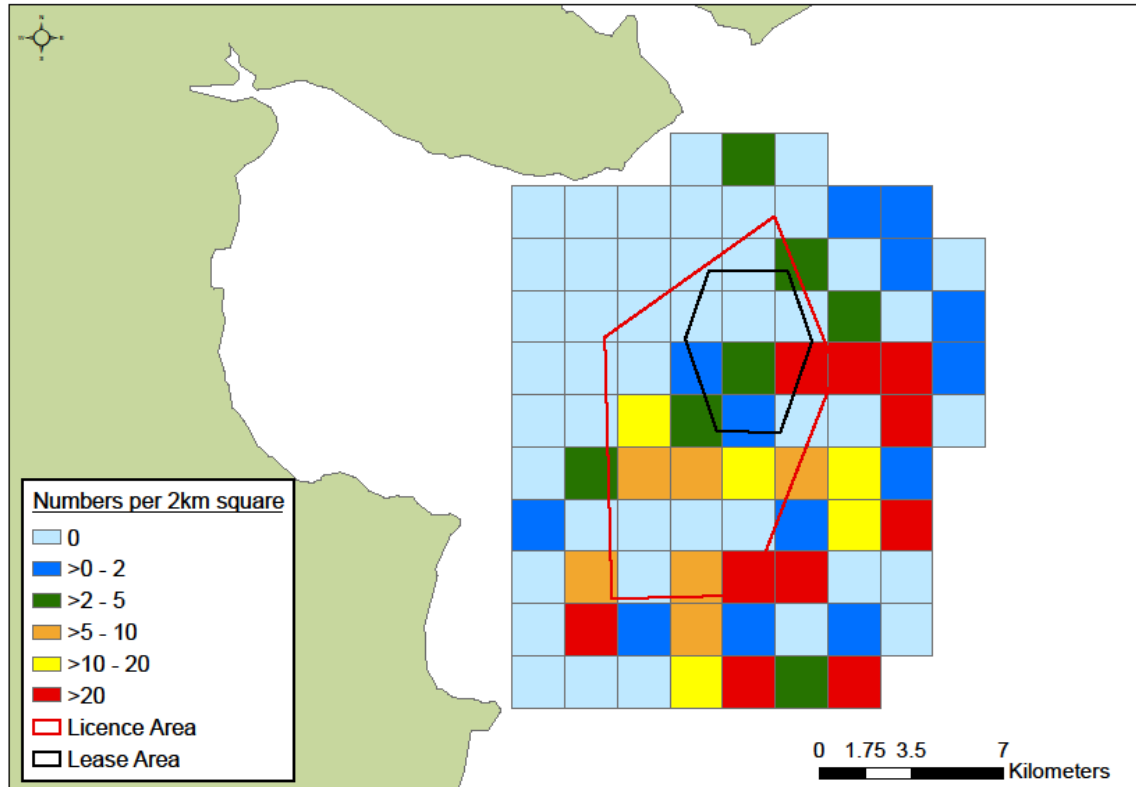 N
W E
S
Numbers per 2km square
0
>0 - 2
>2 - 5
>5 - 10
>10 - 20
>20
Licence Area
Lease Area
0 1.75 3.5 7
Kilometers